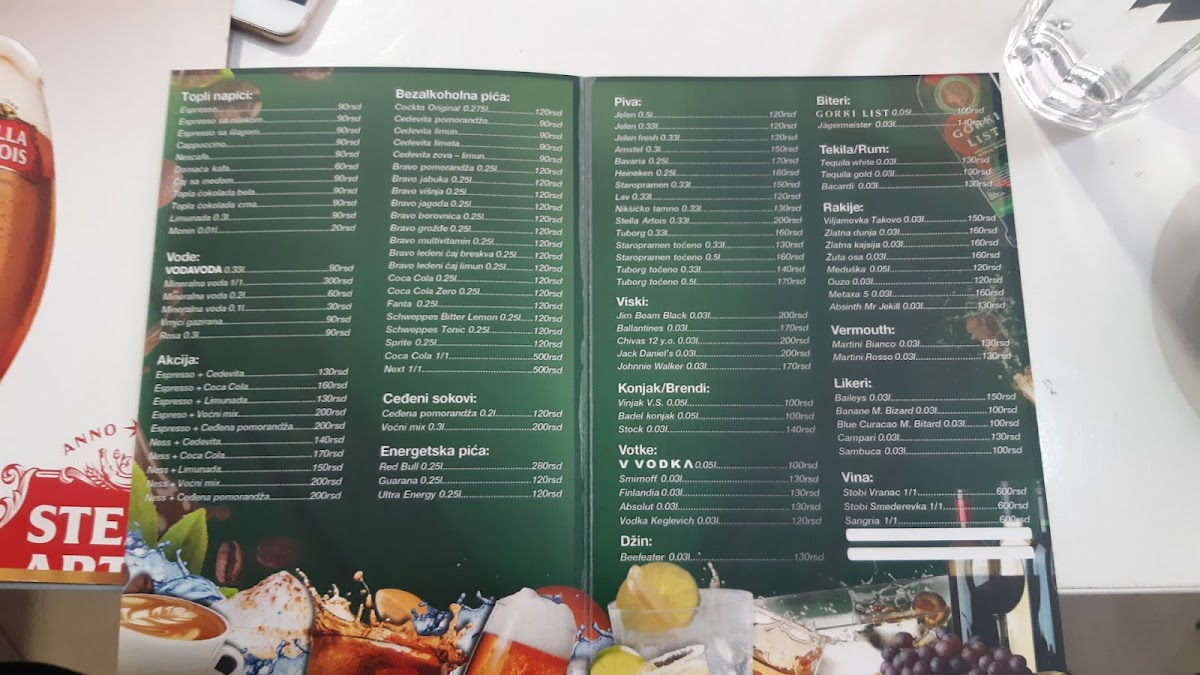 LLA
OIS
ANNO
STE
ART
Topli napici:
Espresso 90rsd
Espresso sa mlekom 90rsd
Espresso sa šlagom 90rsd
Cappuccino 90rsd
Nescafe 90rsd
Domaća kafa 60rsd
Čaj sa medom 90rsd
Topla čokolada bela 90rsd
Topla čokolada crna 90rsd
Limunada 0.3l 90rsd
Monin 0.01l 20rsd
Vode:
VODAVODA 0.33l 90rsd
Mineralna voda 1/1 300rsd
Mineralna voda 0.2l 60rsd
Mineralna voda 0.1l 30rsd
Vrnjci gazirana 90rsd
Rosa 0.3l 90rsd
Akcija:
Espresso + Cedevita 130rsd
Espresso + Coca Cola 160rsd
Espresso + Limunada 130rsd
Espreso + Voćni mix 200rsd
Espresso + Ceđena pomorandža 200rsd
Ness + Cedevita 140rsd
Ness + Coca Cola 170rsd
Ness + Limunada 150rsd
Ness + Voćni mix 200rsd
Ness + Ceđena pomorandža 200rsd
Bezalkoholna pića:
Cockta Original 0.275l 120rsd
Cedevita pomorandža 90rsd
Cedevita limun 90rsd
Cedevita limeta 90rsd
Cedevita zova – limun 90rsd
Bravo pomorandža 0.25l 120rsd
Bravo jabuka 0.25l 120rsd
Bravo višnja 0.25l 120rsd
Bravo jagoda 0.25l 120rsd
Bravo borovnica 0.25l 120rsd
Bravo grožđe 0.25l 120rsd
Bravo multivitamin 0.25l 120rsd
Bravo ledeni čaj breskva 0.25l 120rsd
Bravo ledeni čaj limun 0.25l 120rsd
Coca Cola 0.25l 120rsd
Coca Cola Zero 0.25l 120rsd
Fanta 0.25l 120rsd
Schweppes Bitter Lemon 0.25l 120rsd
Schweppes Tonic 0.25l 120rsd
Sprite 0.25l 120rsd
Coca Cola 1/1 500rsd
Next 1/1 500rsd
Ceđeni sokovi:
Ceđena pomorandža 0.2l 120rsd
Voćni mix 0.3l 200rsd
Energetska pića:
Red Bull 0.25l 280rsd
Guarana 0.25l 120rsd
Ultra Energy 0.25l 120rsd
Piva:
Jelen 0.5l 120rsd
Jelen 0.33l 120rsd
Jelen fresh 0.33l 120rsd
Amstel 0.3l 150rsd
Bavaria 0.25l 170rsd
Heineken 0.25l 180rsd
Staropramen 0.33l 150rsd
Lav 0.33l 120rsd
Nikšićko tamno 0.33l 130rsd
Stella Artois 0.33l 200rsd
Tuborg 0.33l 160rsd
Staropramen točeno 0.33l 130rsd
Staropramen točeno 0.5l 160rsd
Tuborg točeno 0.33l 140rsd
Tuborg točeno 0.5l 170rsd
Viski:
Jim Beam Black 0.03l 200rsd
Ballantines 0.03l 170rsd
Chivas 12 y.o. 0.03l 200rsd
Jack Daniel's 0.03l 200rsd
Johnnie Walker 0.03l 170rsd
Konjak/Brendi:
Vinjak V.S. 0.05l 100rsd
Badel konjak 0.05l 100rsd
Stock 0.03l 140rsd
Votke:
V VODKA 0.05l 100rsd
Smirnoff 0.03l 130rsd
Finlandia 0.03l 130rsd
Absolut 0.03l 130rsd
Vodka Keglevich 0.03l 120rsd
Džin:
Beefeater 0.03l 130rsd
Biteri:
GORKI LIST 0.05l 100rsd
Jägermeister 0.03l 140rsd
GORKI
LIST
Tekila/Rum:
Tequila white 0.03l 130rsd
Tequila gold 0.03l 130rsd
Bacardi 0.03l 130rsd
Rakije:
Viljamovka Takovo 0.03l 150rsd
Zlatna dunja 0.03l 160rsd
Zlatna kajsija 0.03l 160rsd
Žuta osa 0.03l 160rsd
Meduška 0.05l 120rsd
Ouzo 0.03l 120rsd
Metaxa 5 0.03l 160rsd
Absinth Mr Jekill 0.03l 130rsd
Vermouth:
Martini Bianco 0.03l 130rsd
Martini Rosso 0.03l 130rsd
Likeri:
Baileys 0.03l 150rsd
Banane M. Bizard 0.03l 100rsd
Blue Curacao M. Bitard 0.03l 100rsd
Campari 0.03l 130rsd
Sambuca 0.03l 100rsd
Vina:
Stobi Vranac 1/1 600rsd
Stobi Smederevka 1/1 600rsd
Sangria 1/1 600rsd